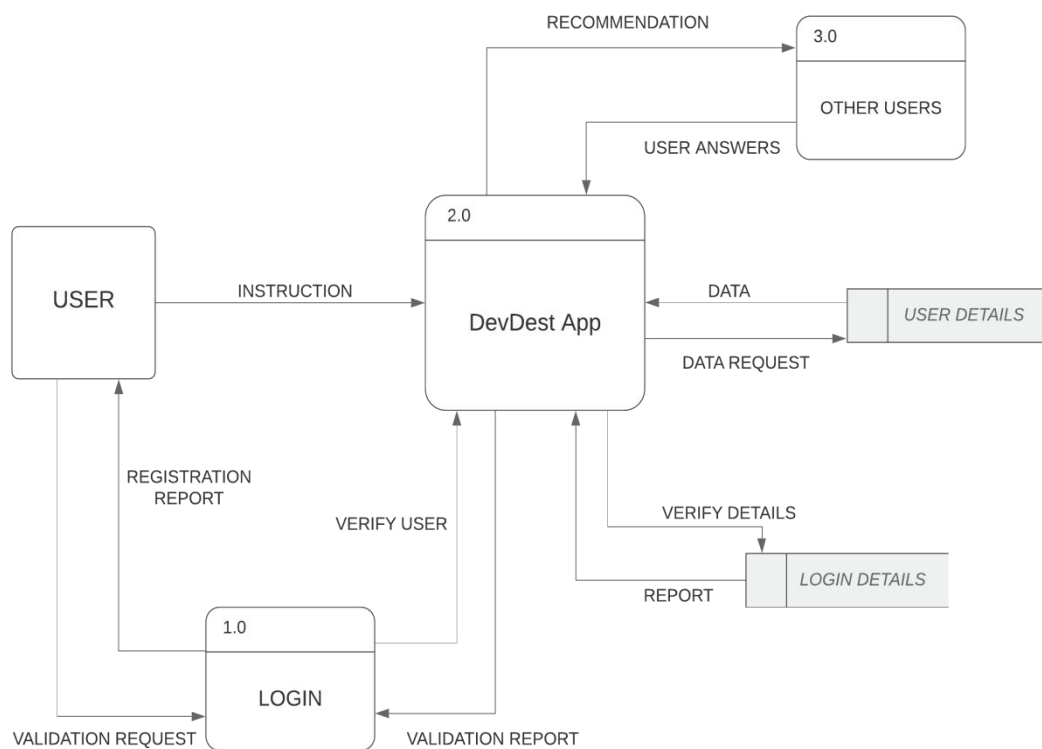 RECOMMENDATION
3.0
OTHER USERS
USER ANSWERS
2.0
USER
INSTRUCTION
DevDest App
DATA
USER DETAILS
DATA REQUEST
REGISTRATION
REPORT
VERIFY USER
VERIFY DETAILS
LOGIN DETAILS
REPORT
1.0
LOGIN
VALIDATION REQUEST
VALIDATION REPORT